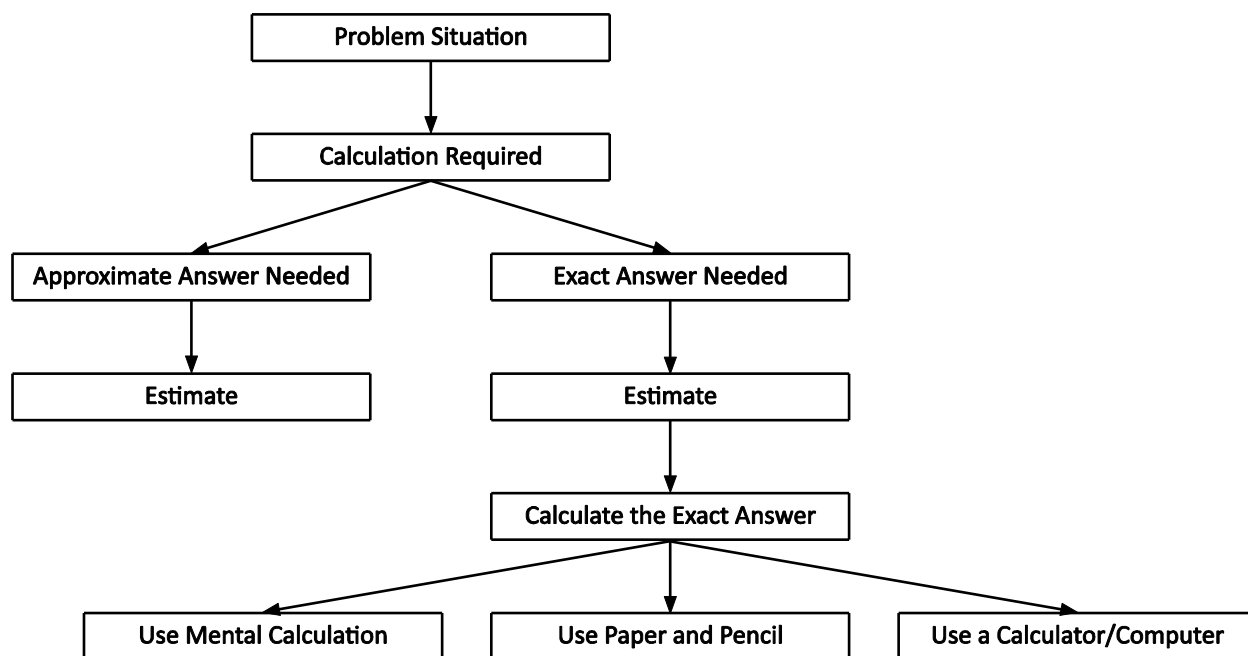 Problem Situation
Calculation Required
Approximate Answer Needed
Exact Answer Needed
Estimate
Estimate
Calculate the Exact Answer
Use Mental Calculation
Use Paper and Pencil
Use a Calculator/Computer